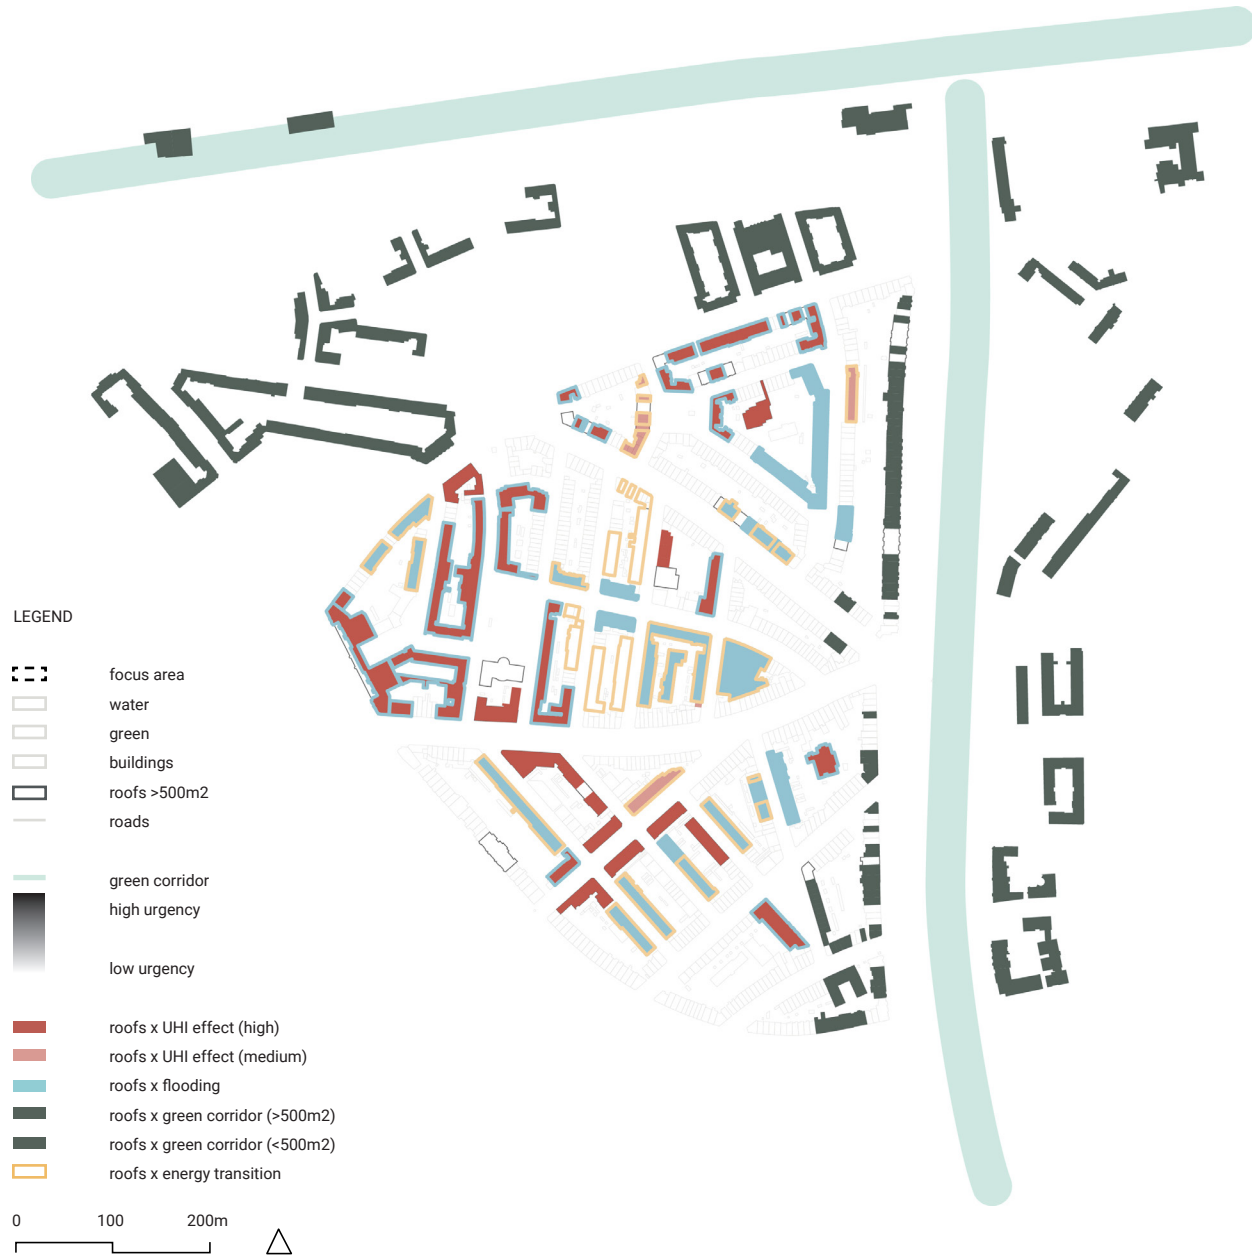 LEGEND
focus area
water
green
buildings
roofs >500m2
roads
green corridor
high urgency
low urgency
roofs x UHI effect (high)
roofs x UHI effect (medium)
roofs x flooding
roofs x green corridor (>500m2)
roofs x green corridor (<500m2)
roofs x energy transition
0 100 200m